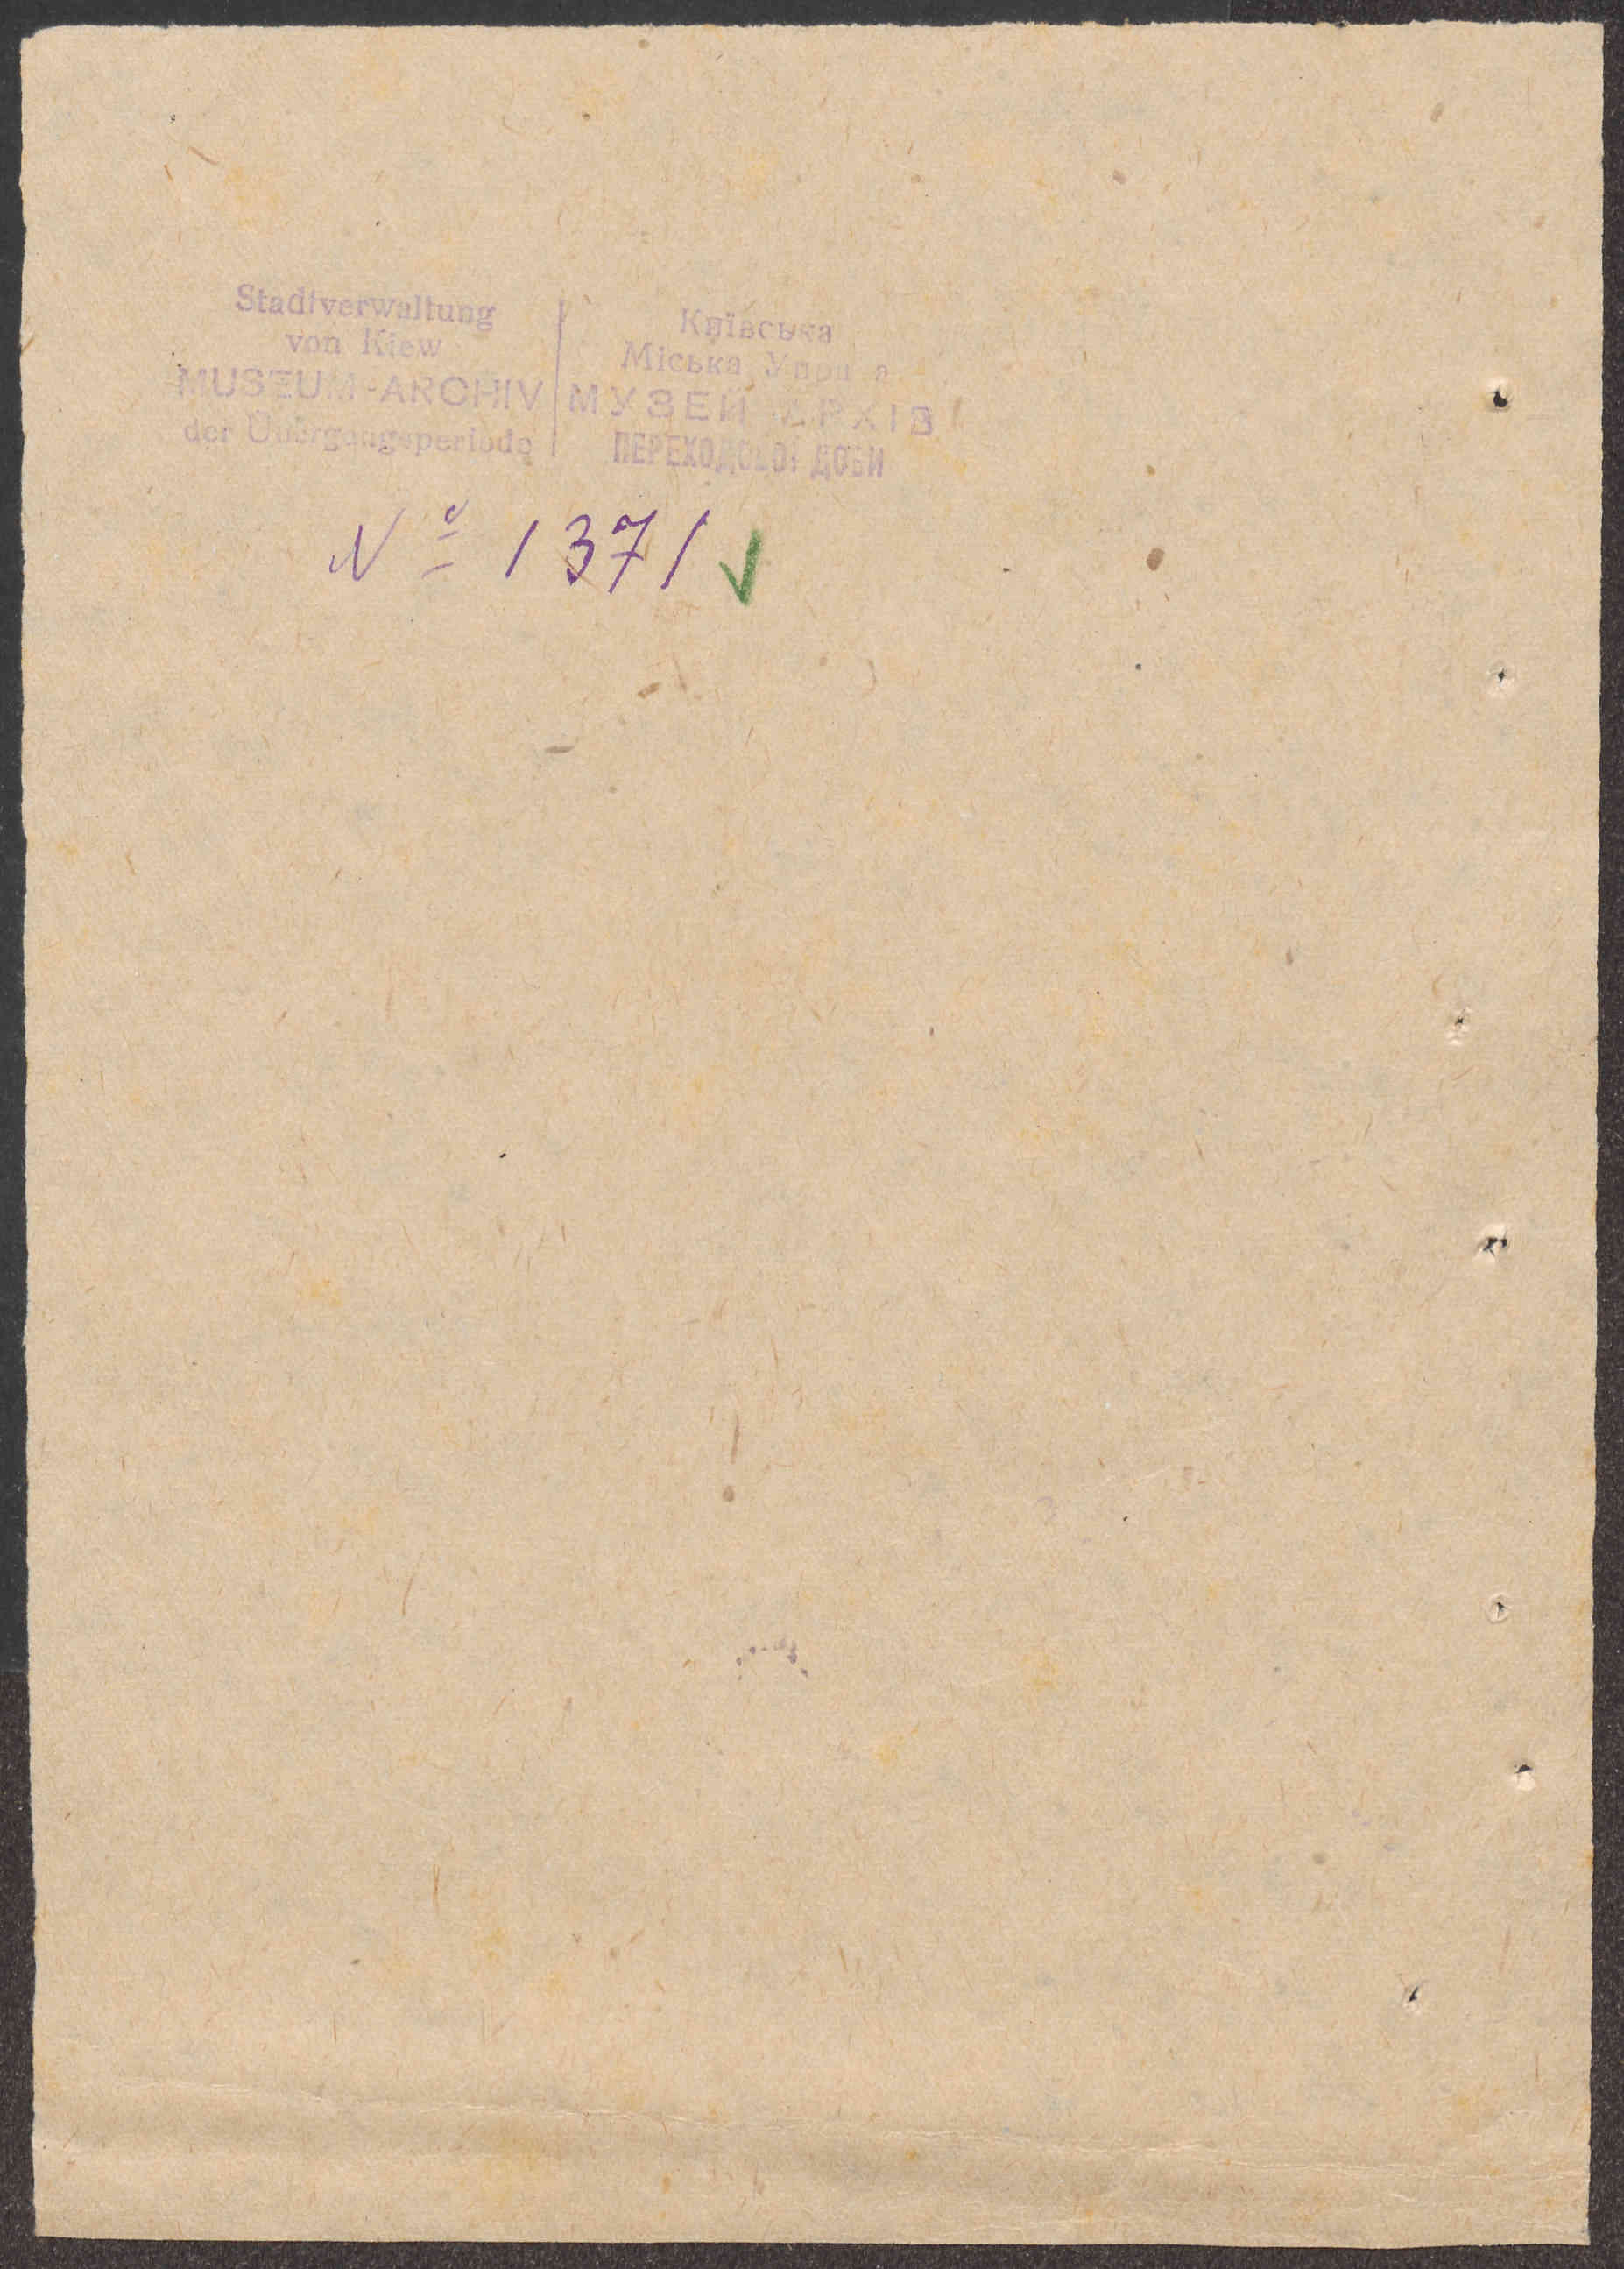 Stadtverwaltung
von Kiew
MUSEUM-ARCHIV
der Übergangsperiode
Київська
Міська Управа
МУЗЕЙ АРХІВ
ПЕРЕХОДОВОЇ ДОБИ
№ 1371 ✓